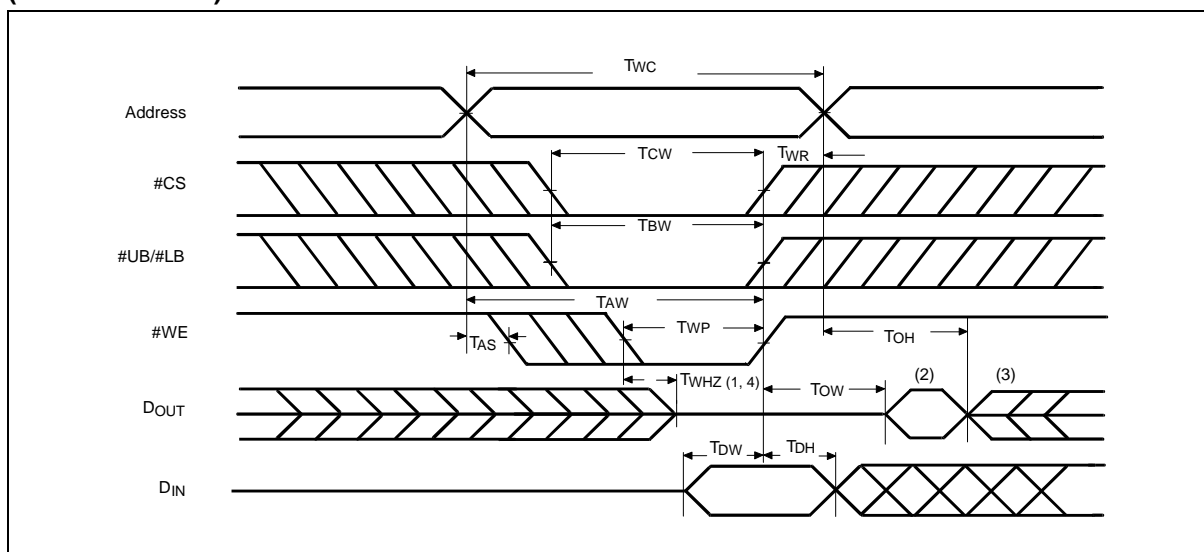 TWC
Address
TCW
TWR
#CS
TBW
#UB/#LB
TAW
#WE
TAS
TWP
TOH
TWHZ (1, 4)
TOW
(2)
(3)
DOUT
TDW
TDH
DIN